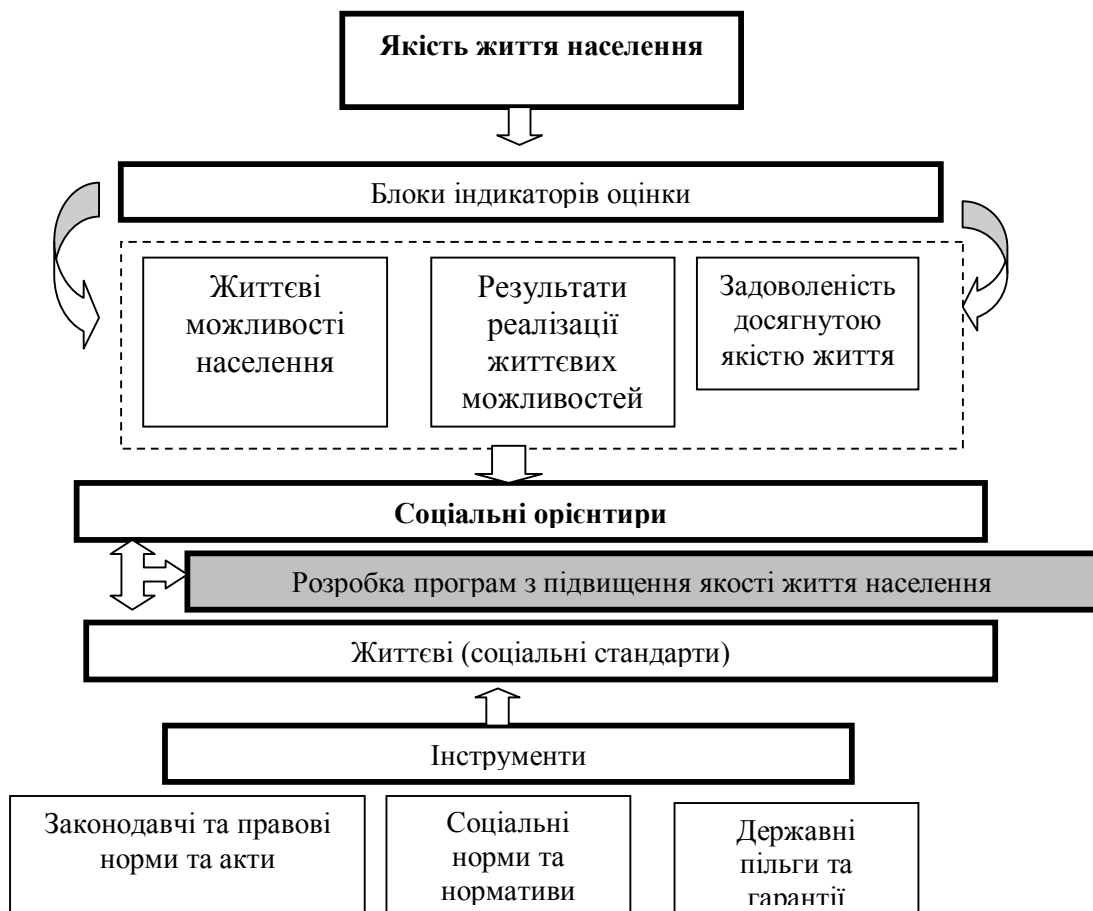 Якість життя населення
Блоки індикаторів оцінки
Життєві
можливості
населення
Результати
реалізації
життєвих
можливостей
Задоволеність
досягнутою
якістю життя
Соціальні орієнтири
Розробка програм з підвищення якості життя населення
Життєві (соціальні стандарти)
Інструменти
Законодавчі та правові
норми та акти
Соціальні
норми та
нормативи
Державні
пільги та
гарантії